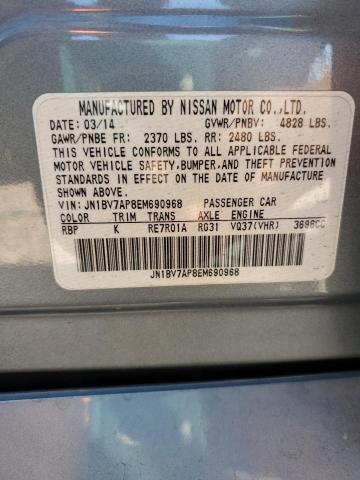 MANUFACTURED BY NISSAN MOTOR CO.,LTD.
DATE: 03/14 GVWR/PNBV: 4828 LBS.
GAWR/PNBE FR: 2370 LBS. RR: 2480 LBS.
THIS VEHICLE CONFORMS TO ALL APPLICABLE FEDERAL
MOTOR VEHICLE SAFETY,BUMPER,AND THEFT PREVENTION
STANDARDS IN EFFECT ON THE DATE OF MANUFACTURE
SHOWN ABOVE.
VIN: JN1BV7AP8EM690968 PASSENGER CAR
COLOR TRIM TRANS AXLE ENGINE
RBP K RE7R01A RG31 VQ37(VHR) 3696CC
JN1BV7AP8EM690968